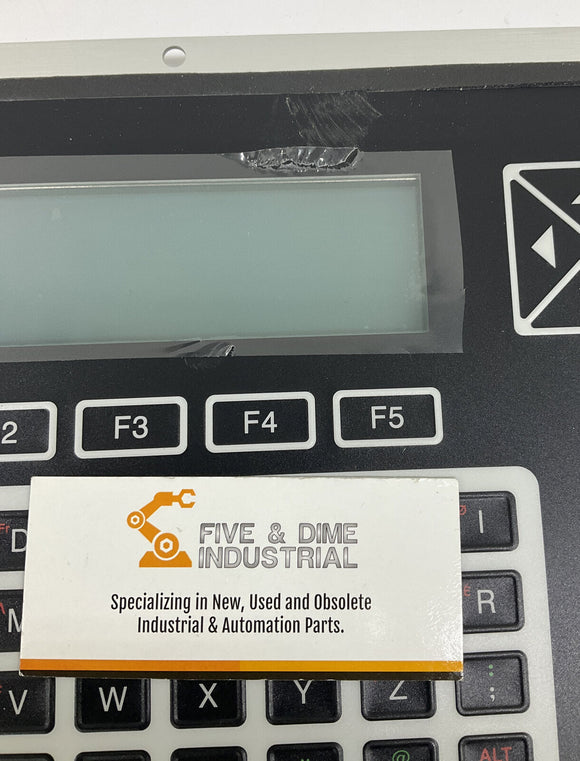 2 F3 F4 F5
D I
FIVE & DIME
INDUSTRIAL
Specializing in New, Used and Obsolete
Industrial & Automation Parts.
M R
V W X Y Z ; :
@ ALT